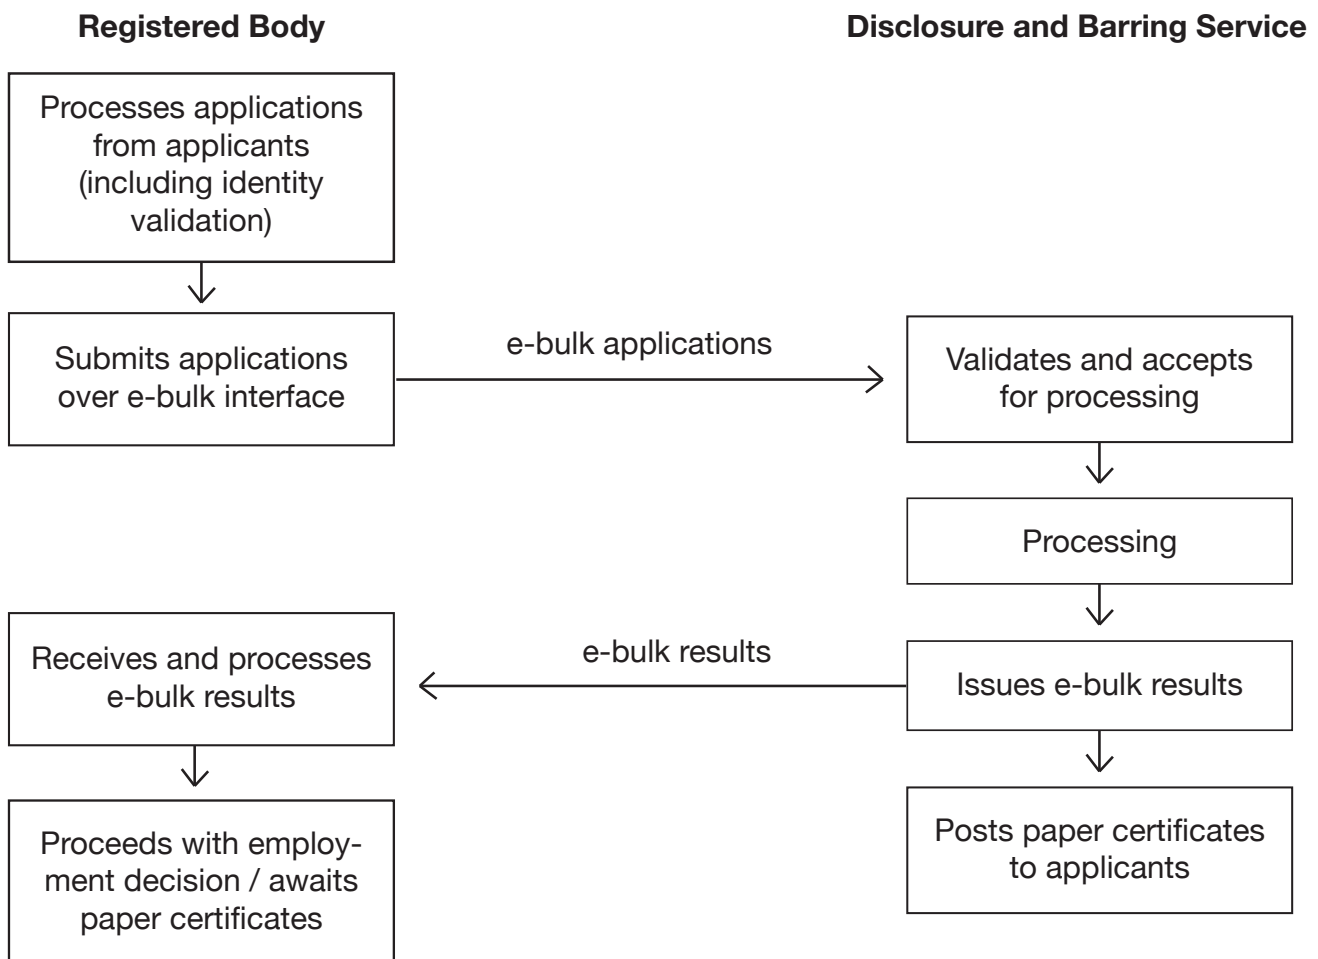 Registered Body
Disclosure and Barring Service
Processes applications
from applicants
(including identity
validation)
Submits applications
over e-bulk interface
e-bulk applications
Validates and accepts
for processing
Processing
Receives and processes
e-bulk results
e-bulk results
Issues e-bulk results
Proceeds with employ-
ment decision / awaits
paper certificates
Posts paper certificates
to applicants